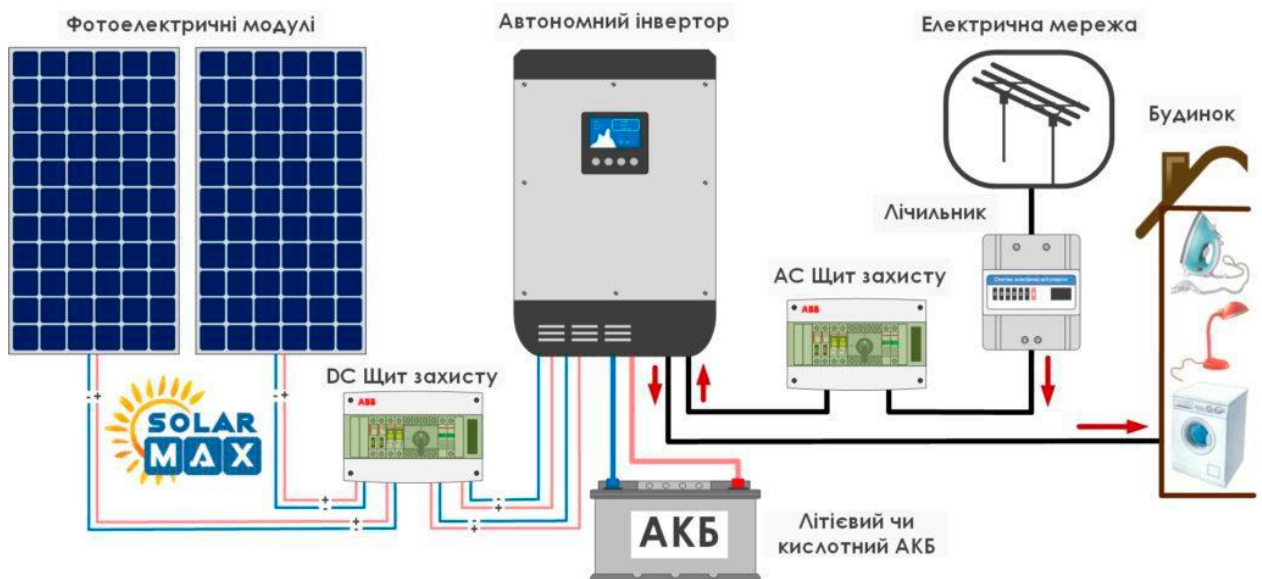 Фотоелектричні модулі
Автономний інвертор
Електрична мережа
Будинок
Лічильник
АС Щит захисту
ABB
DC Щит захисту
ABB
SOLAR
MAX
- +
- +
+
-
+
-
-
+
-
+
АКБ
Літієвий чи
кислотний АКБ